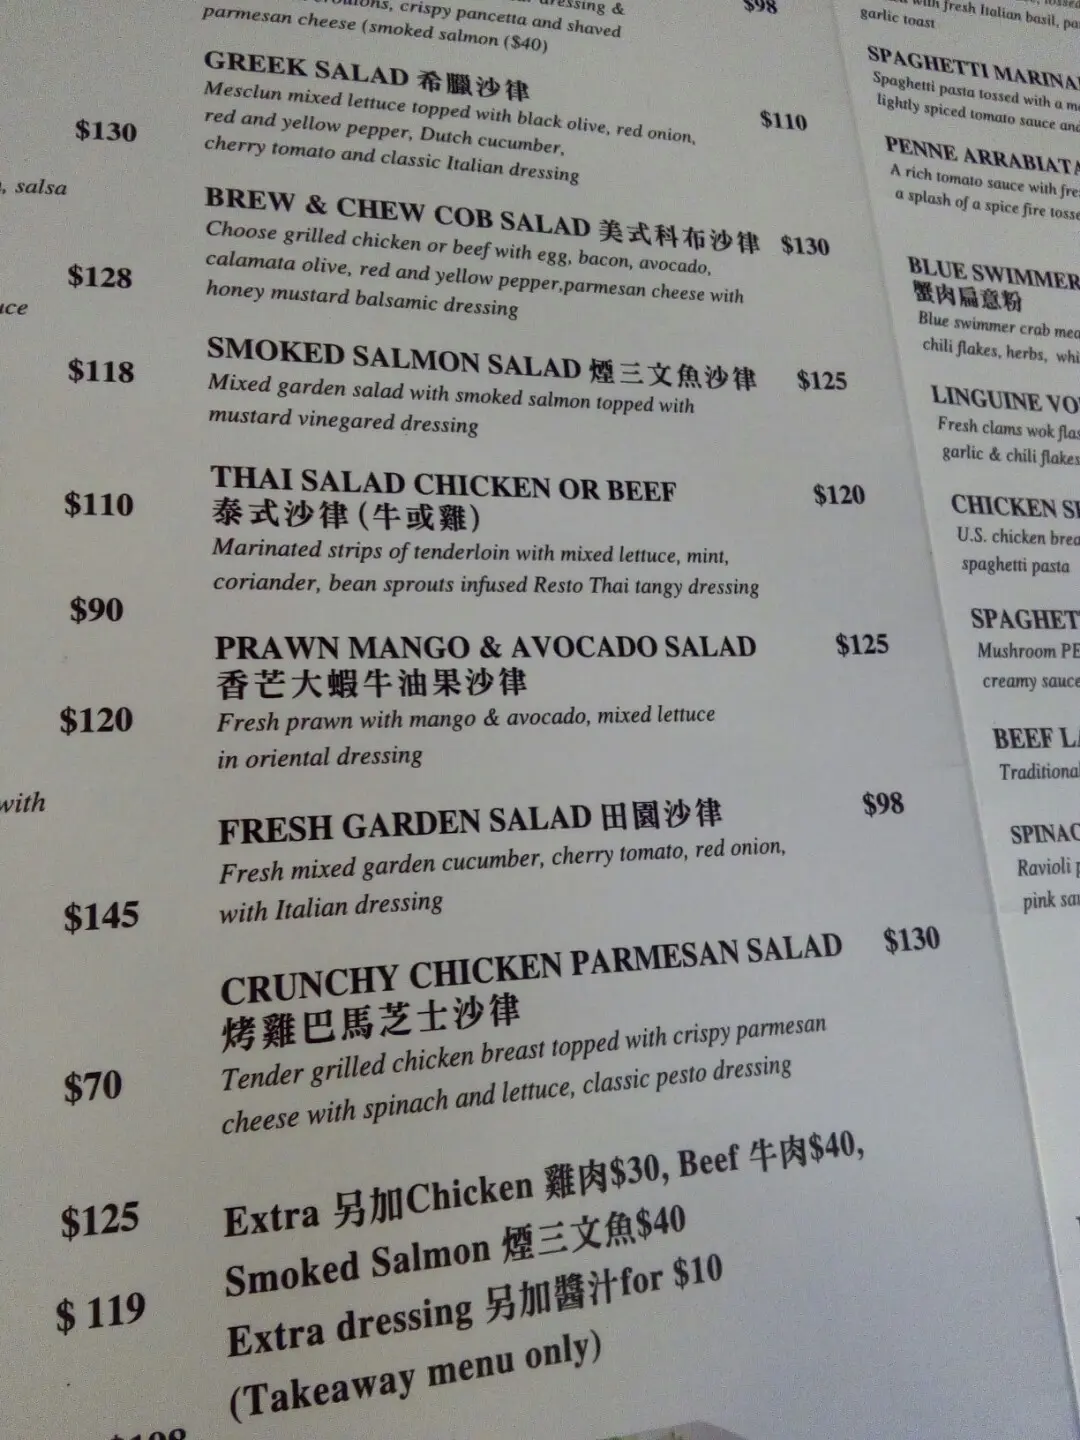 $130
salsa
$128
$118
$110
$90
$120
with
$145
$70
$125
$ 119
crispy pancetta and shaved
parmesan cheese (smoked salmon ($40)
$98
GREEK SALAD 希臘沙律
$110
Mesclun mixed lettuce topped with black olive, red onion,
red and yellow pepper, Dutch cucumber,
cherry tomato and classic Italian dressing
BREW & CHEW COB SALAD 美式科布沙律 $130
Choose grilled chicken or beef with egg, bacon, avocado,
calamata olive, red and yellow pepper,parmesan cheese with
honey mustard balsamic dressing
SMOKED SALMON SALAD 煙三文魚沙律 $125
Mixed garden salad with smoked salmon topped with
mustard vinegared dressing
THAI SALAD CHICKEN OR BEEF $120
泰式沙律(牛或雞)
Marinated strips of tenderloin with mixed lettuce, mint,
coriander, bean sprouts infused Resto Thai tangy dressing
PRAWN MANGO & AVOCADO SALAD $125
香芒大蝦牛油果沙律
Fresh prawn with mango & avocado, mixed lettuce
in oriental dressing
FRESH GARDEN SALAD 田園沙律 $98
Fresh mixed garden cucumber, cherry tomato, red onion,
with Italian dressing
CRUNCHY CHICKEN PARMESAN SALAD $130
烤雞巴馬芝士沙律
Tender grilled chicken breast topped with crispy parmesan
cheese with spinach and lettuce, classic pesto dressing
Extra 另加Chicken 雞肉$30, Beef 牛肉$40,
Smoked Salmon 煙三文魚$40
Extra dressing 另加醬汁for $10
(Takeaway menu only)
with fresh Italian basil,
garlic toast
SPAGHETTI
Spaghetti pasta tossed with a
lightly spiced tomato sauce
PENNE ARRABIATA
A rich tomato sauce with
a splash of a spice fire
BLUE SWIMMER
蟹肉扁意粉
Blue swimmer crab
chili flakes, herbs,
LINGUINE
Fresh clams wok
garlic & chili flakes
CHICKEN
U.S. chicken
spaghetti pasta
Mushroom
creamy sauce
BEEF
Traditional
Ravioli
pink